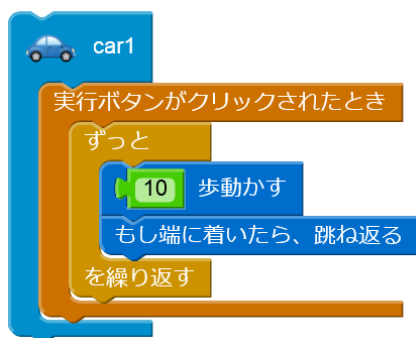 car1
実行ボタンがクリックされたとき
ずっと
10 歩動かす
もし端に着いたら、跳ね返る
を繰り返す